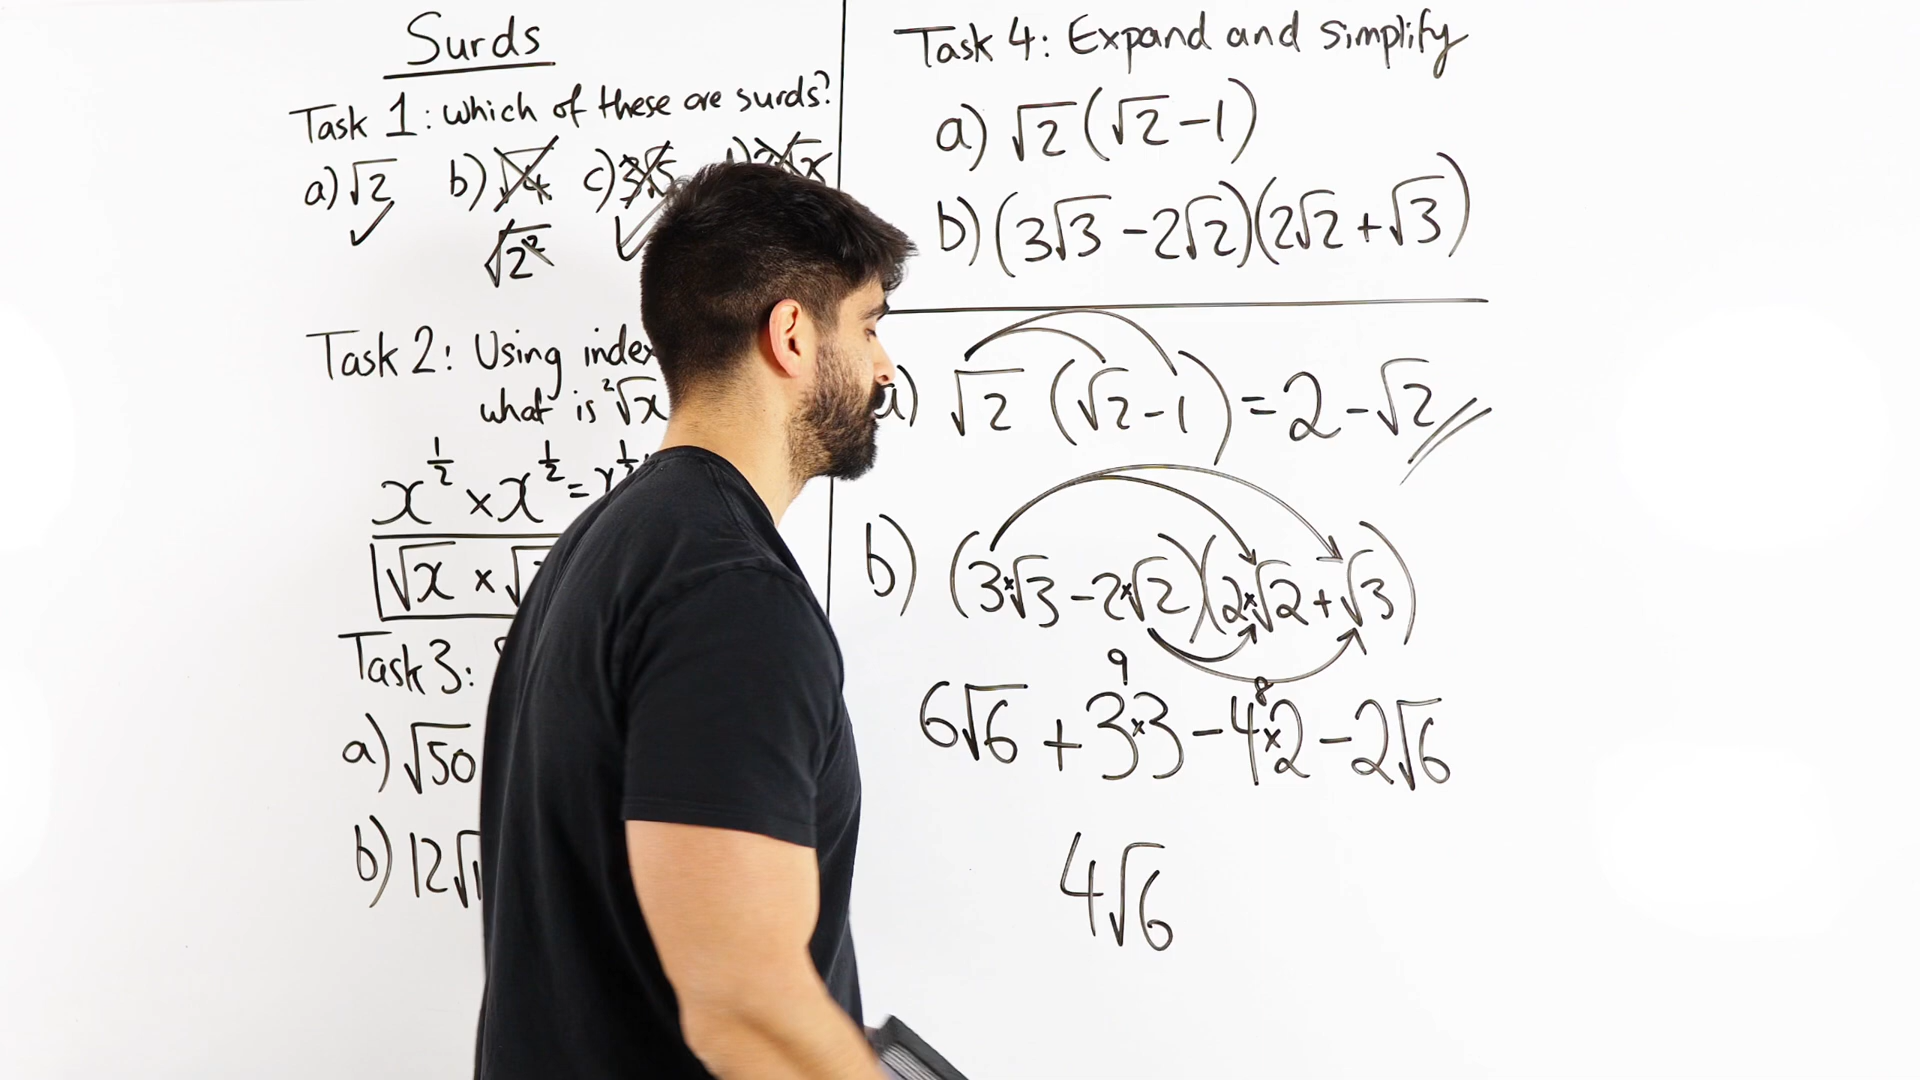 Surds
Task 1: Which of these are surds?
a) √2 b) √4 c) 3√5
√2²
Task 2: Using index
what is ²√x
x^½ × x^½ =
√x × √
Task 3:
a) √50
b) 12√1
Task 4: Expand and simplify
a) √2 (√2 - 1)
b) (3√3 - 2√2)(2√2 + √3)
a) √2 (√2 - 1) = 2 - √2
b) (3×√3 - 2×√2)(2×√2 + √3)
9 8
6√6 + 3×3 - 4×2 - 2√6
4√6